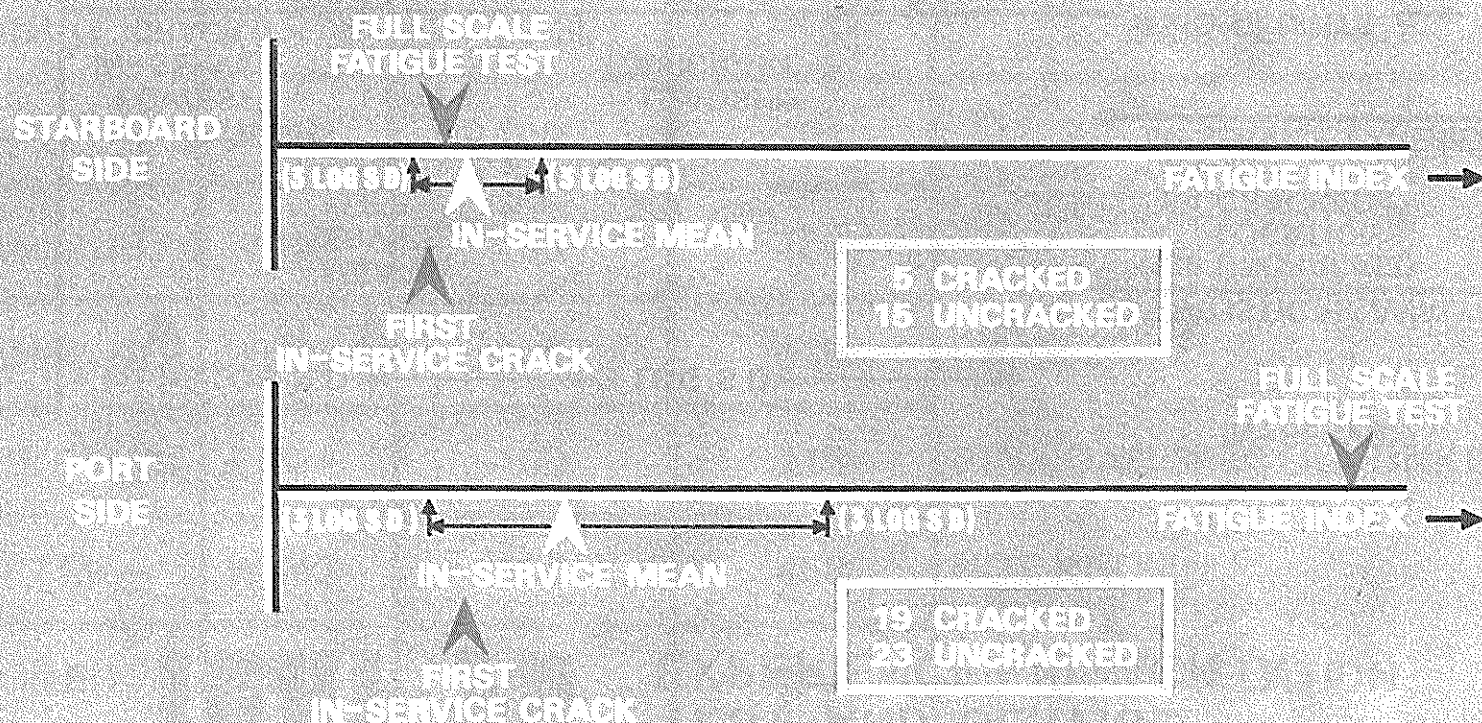 FULL SCALE
FATIGUE TEST
STARBOARD
SIDE
(3 LOG S D)
(3 LOG S D)
FATIGUE INDEX
IN-SERVICE MEAN
5 CRACKED
15 UNCRACKED
FIRST
IN-SERVICE CRACK
FULL SCALE
FATIGUE TEST
PORT
SIDE
(3 LOG S D)
(3 LOG S D)
FATIGUE INDEX
IN-SERVICE MEAN
19 CRACKED
23 UNCRACKED
FIRST
IN-SERVICE CRACK